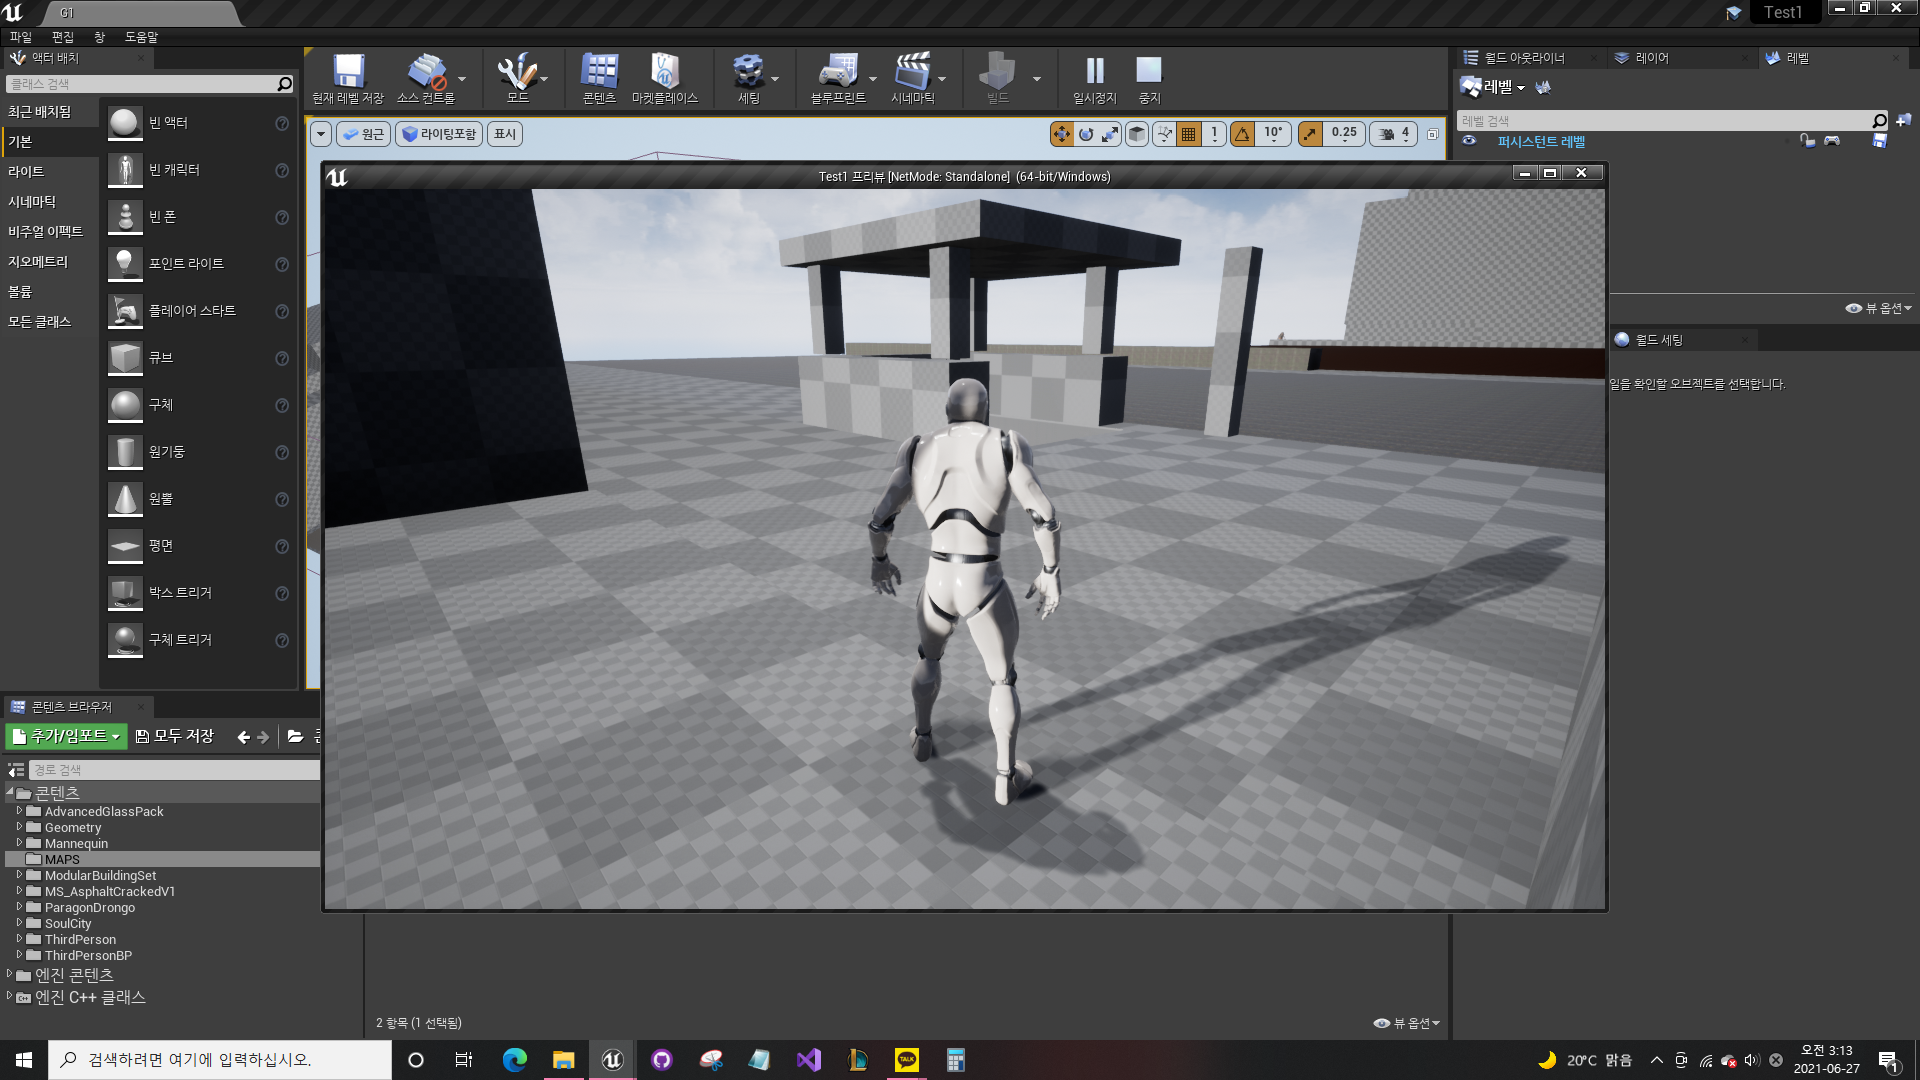 G1
Test1
파일 편집 창 도움말
액터 배치
클래스 검색
최근 배치됨
기본
라이트
시네마틱
비주얼 이펙트
지오메트리
볼륨
모든 클래스
빈 액터
빈 캐릭터
빈 폰
포인트 라이트
플레이어 스타트
큐브
구체
원기둥
원뿔
평면
박스 트리거
구체 트리거
현재 레벨 저장 소스 컨트롤 모드 콘텐츠 마켓플레이스 세팅 블루프린트 시네마틱 빌드 일시정지 중지
원근 라이팅포함 표시 1 10° 0.25 4
Test1 프리뷰 [NetMode: Standalone] (64-bit/Windows)
월드 아웃라이너 레이어 레벨
레벨
레벨 검색
퍼시스턴트 레벨
뷰 옵션
월드 세팅
일을 확인할 오브젝트를 선택합니다.
콘텐츠 브라우저
추가/임포트 모두 저장
경로 검색
콘텐츠
AdvancedGlassPack
Geometry
Mannequin
MAPS
ModularBuildingSet
MS_AsphaltCrackedV1
ParagonDrongo
SoulCity
ThirdPerson
ThirdPersonBP
엔진 콘텐츠
엔진 C++ 클래스
2 항목 (1 선택됨)
뷰 옵션
검색하려면 여기에 입력하십시오.
TALK
20°C 맑음
오전 3:13
2021-06-27
1